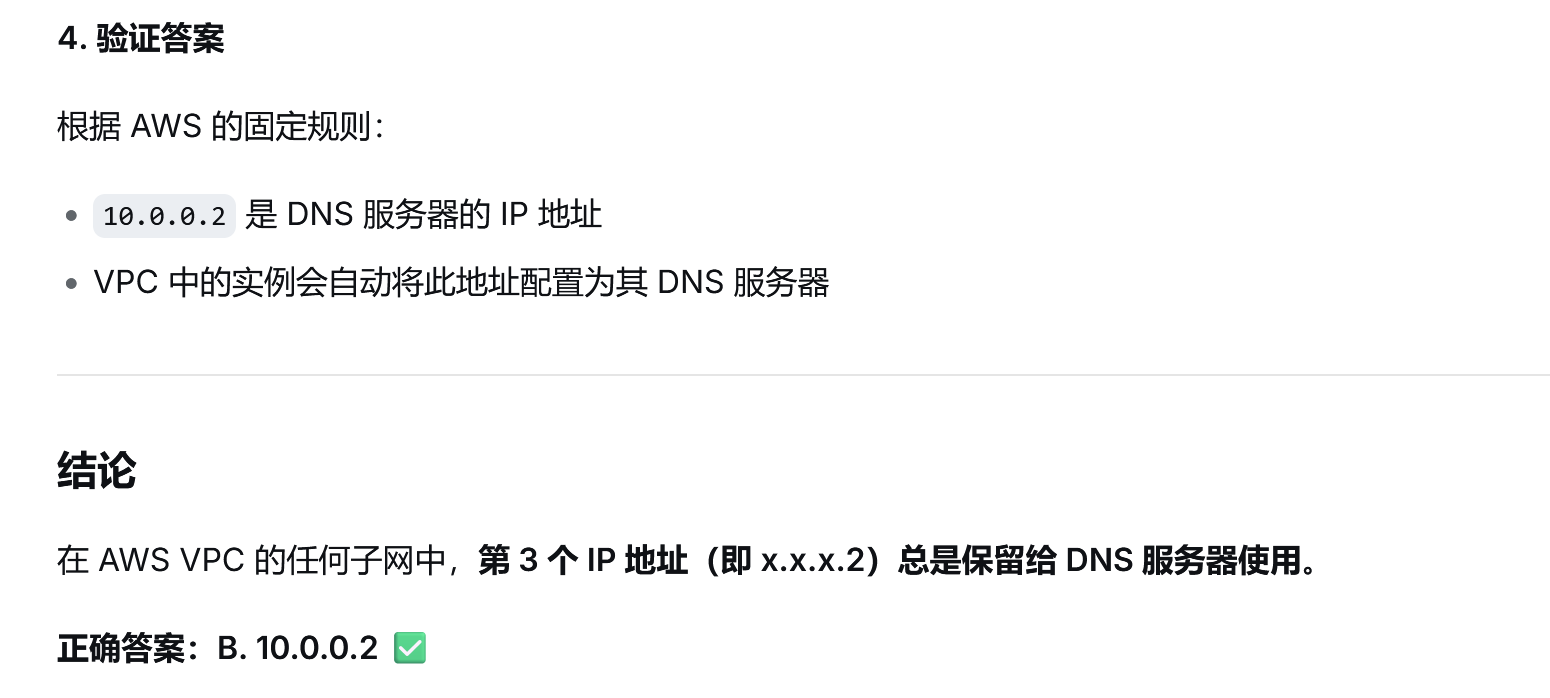 4. 验证答案
根据 AWS 的固定规则：
• 10.0.0.2 是 DNS 服务器的 IP 地址
• VPC 中的实例会自动将此地址配置为其 DNS 服务器
结论
在 AWS VPC 的任何子网中，第 3 个 IP 地址（即 x.x.x.2）总是保留给 DNS 服务器使用。
正确答案：B. 10.0.0.2 ✅